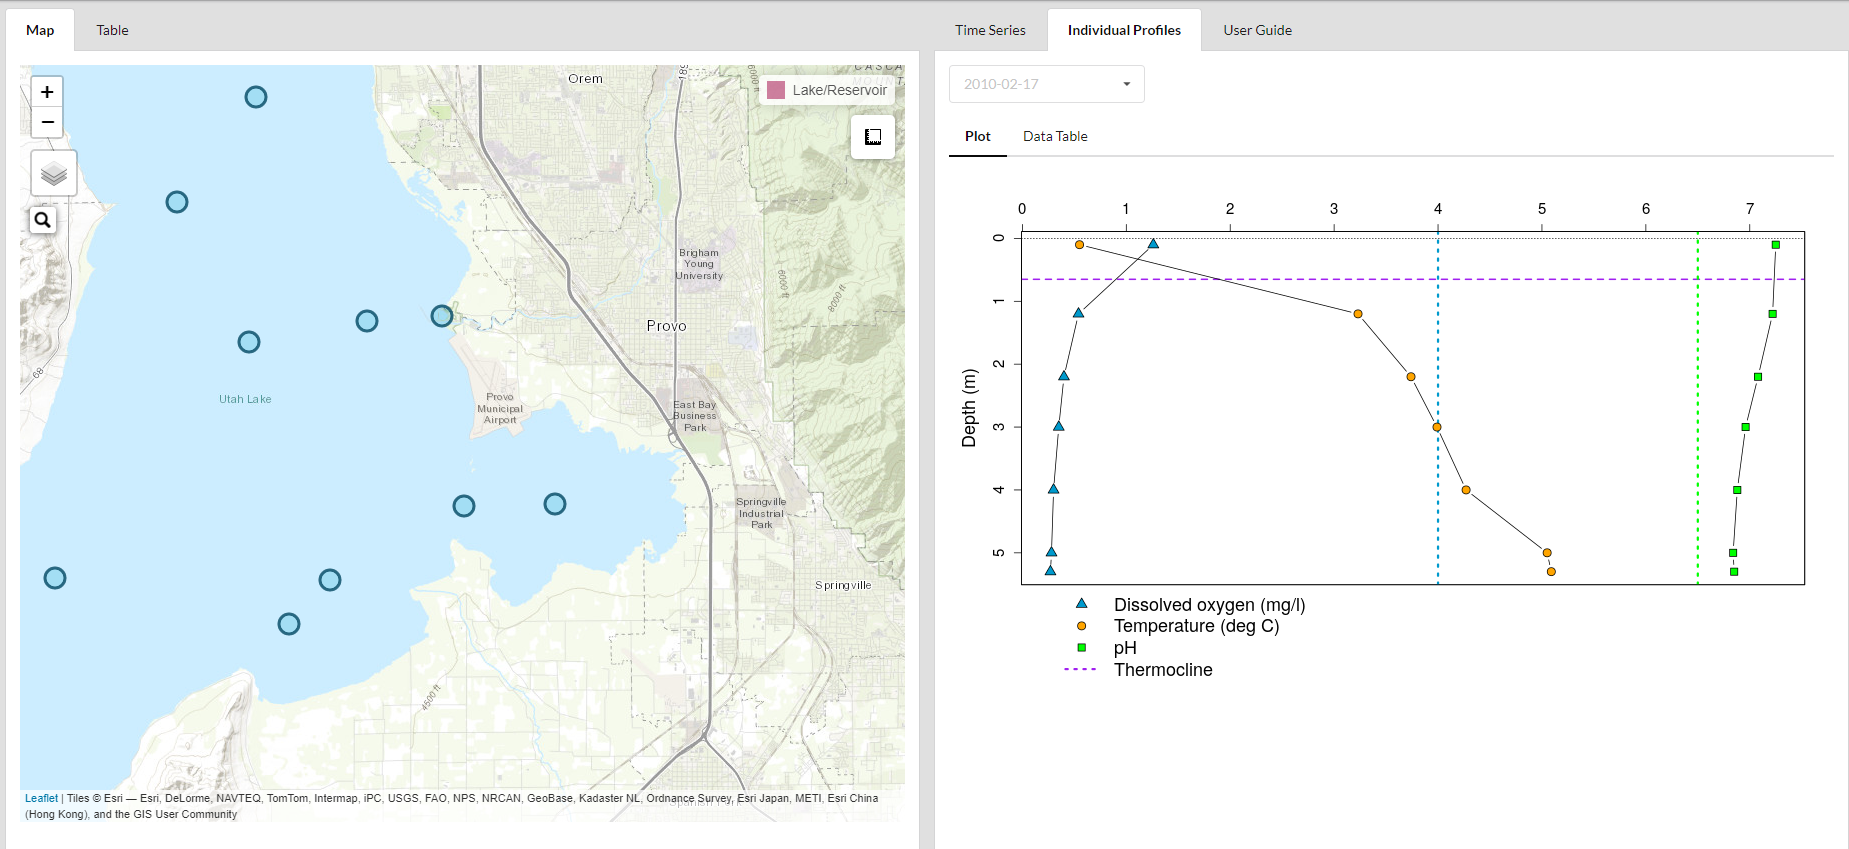 Map
Table
Time Series
Individual Profiles
User Guide
+
−
Orem
189
6000 ft
CASCA
MOUNT
Lake/Reservoir
Brigham
Young
University
6000 ft
8000 ft
Provo
68
Utah Lake
Provo
Municipal
Airport
East Bay
Business
Park
Springville
Industrial
Park
Springville
4500 ft
Leaflet | Tiles © Esri — Esri, DeLorme, NAVTEQ, TomTom, Intermap, iPC, USGS, FAO, NPS, NRCAN, GeoBase, Kadaster NL, Ordnance Survey, Esri Japan, METI, Esri China
(Hong Kong), and the GIS User Community
2010-02-17
Plot
Data Table
0 1 2 3 4 5 6 7
0
1
2
3
4
5
Depth (m)
Dissolved oxygen (mg/l)
Temperature (deg C)
pH
Thermocline